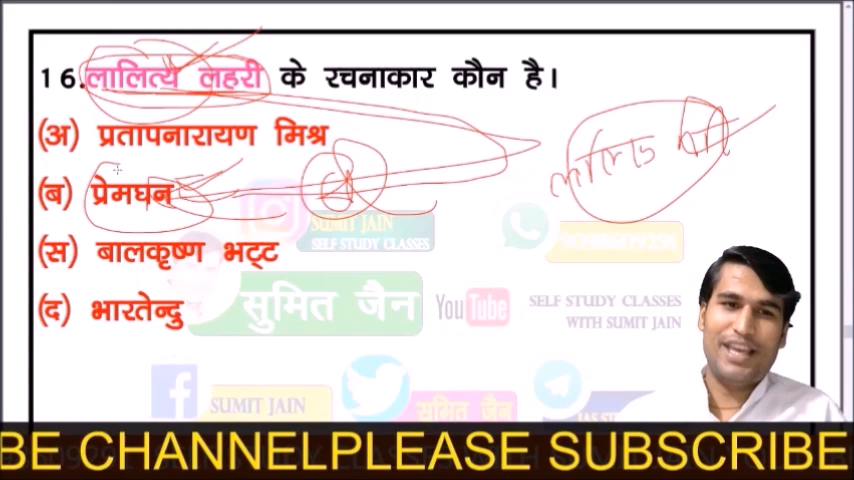 16.लालित्य लहरी के रचनाकार कौन है।
(अ) प्रतापनारायण मिश्र
(ब) प्रेमघन
(स) बालकृष्ण भट्ट
(द) भारतेन्दु
SUMIT JAIN
SELF STUDY CLASSES
सुमित जैन
YouTube
SELF STUDY CLASSES
WITH SUMIT JAIN
SUMIT JAIN
सुमित जैन
BE CHANNELPLEASE SUBSCRIBE